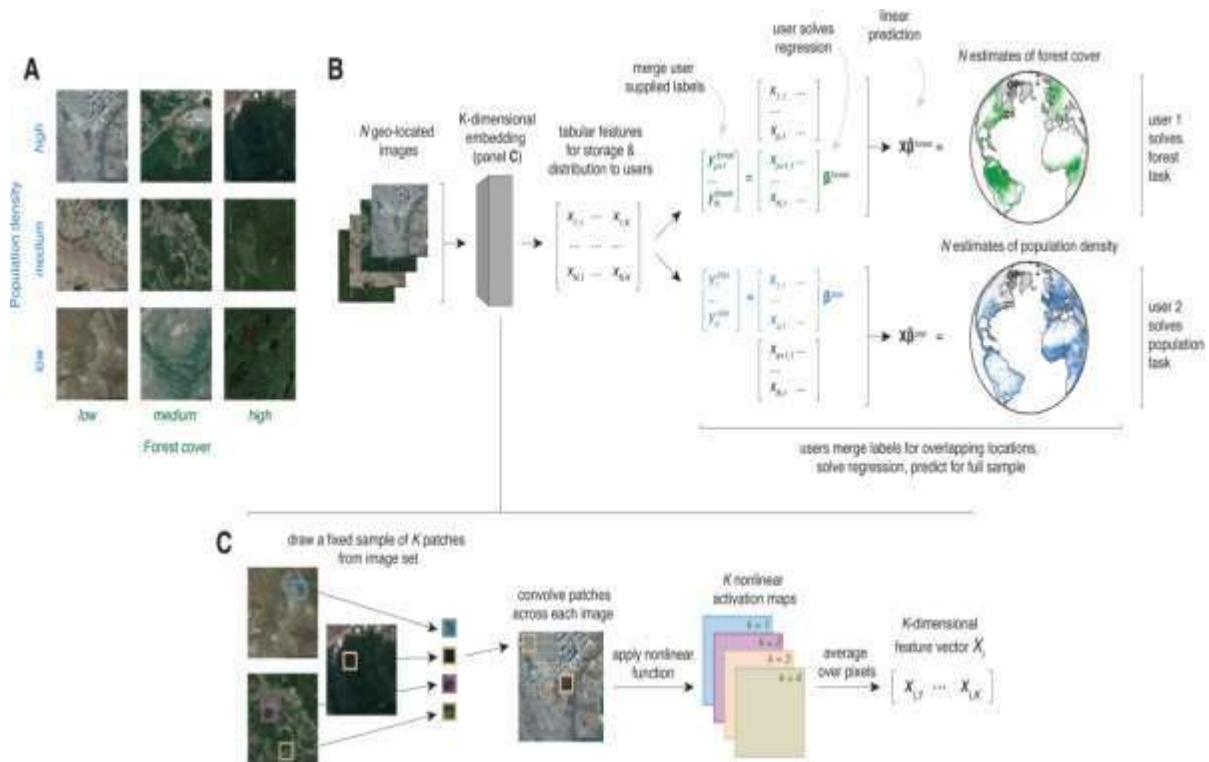 A
high
medium
low
Population density
low
medium
high
Forest cover
B
N geo-located
images
K-dimensional
embedding
(panel C)
tabular features
for storage &
distribution to users
merge user
supplied labels
user solves
regression
linear
prediction
N estimates of forest cover
user 1
solves
forest
task
N estimates of population density
user 2
solves
population
task
users merge labels for overlapping locations,
solve regression, predict for full sample
C
draw a fixed sample of K patches
from image set
convolve patches
across each image
apply nonlinear
function
K nonlinear
activation maps
average
over pixels
K-dimensional
feature vector Xᵢ